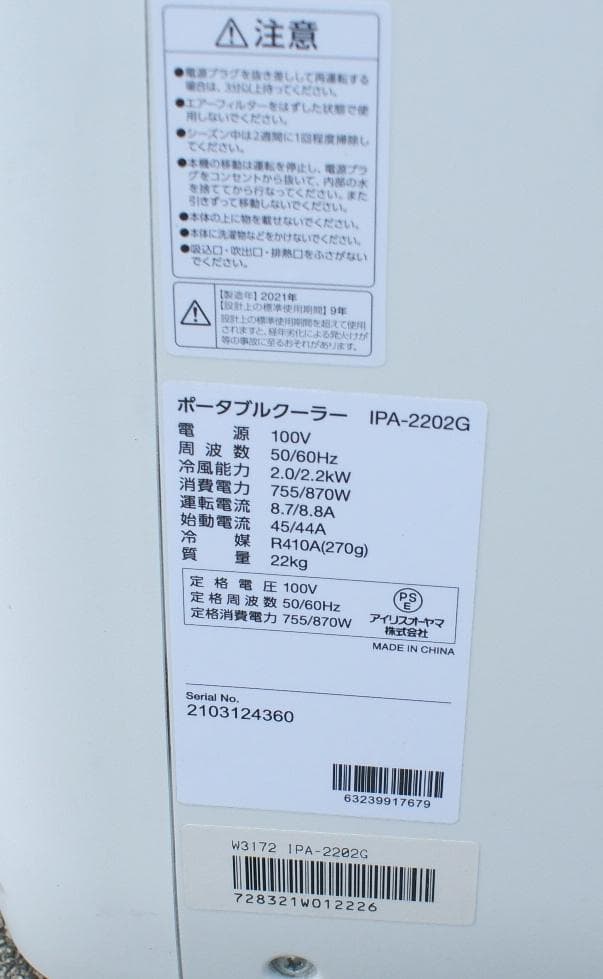 ⚠注意
●電源プラグを抜き差しして再運転する
場合は、3分以上待ってください。
●エアーフィルターをはずした状態で使
用しないでください。
●シーズン中は2週間に1回程度掃除し
てください。
●本機の移動は運転を停止し、電源プラ
グをコンセントから抜いて、内部の水
を捨ててから行なってください。また
引きずって移動しないでください。
●本体の上に物を載せないでください。
●本体に洗濯物などをかけないでください。
●吸込口・吹出口・排熱口をふさがない
でください。
【製造年】2021年
【設計上の標準使用期間】9年
設計上の標準使用期間を超えて使用
されますと、経年劣化による発火けが
等の事故に至るおそれがあります。
ポータブルクーラー IPA-2202G
電源 100V
周波数 50/60Hz
冷風能力 2.0/2.2kW
消費電力 755/870W
運転電流 8.7/8.8A
始動電流 45/44A
冷媒 R410A(270g)
質量 22kg
定格電圧 100V
定格周波数 50/60Hz
定格消費電力 755/870W
PS
E
アイリスオーヤマ
株式会社
MADE IN CHINA
Serial No.
2103124360
63239917679
W3172 IPA-2202G
728321W012226